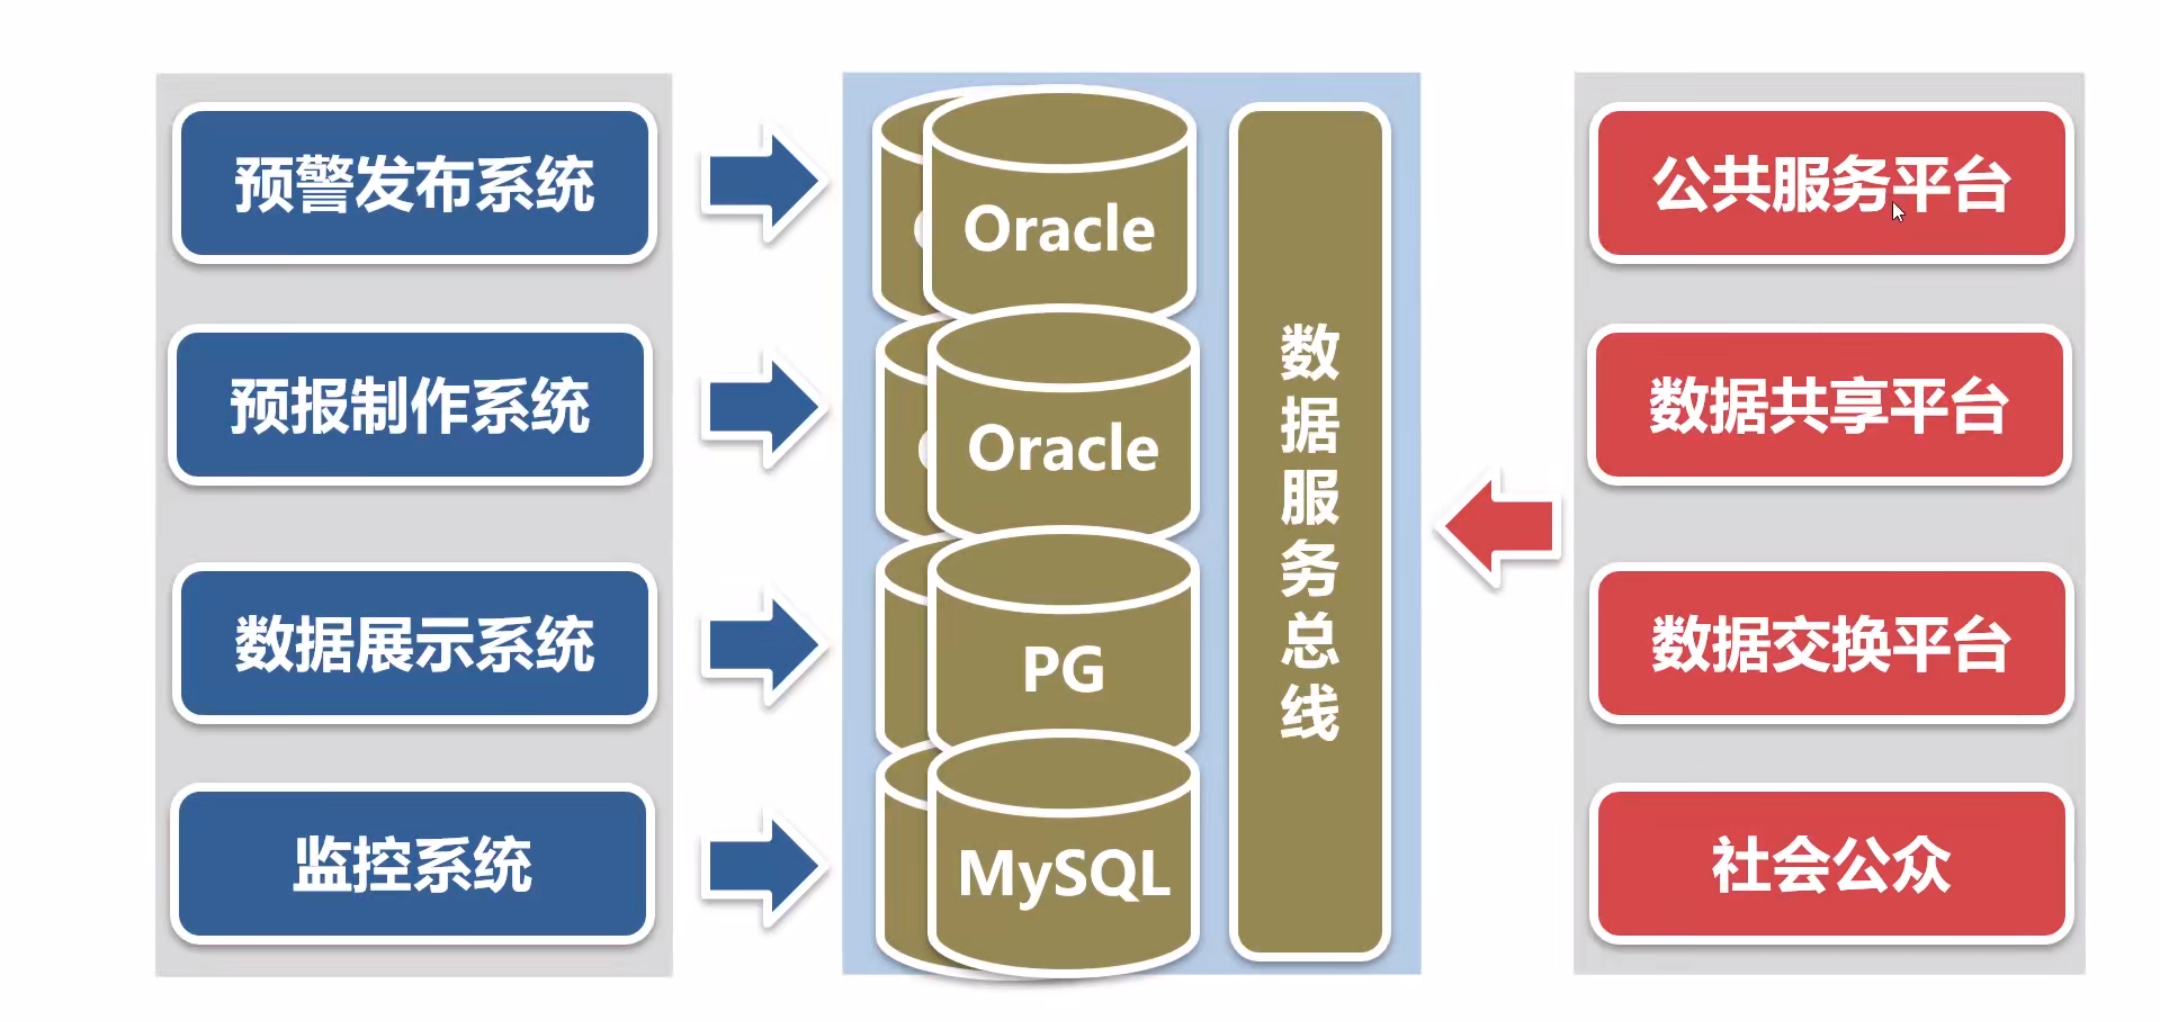 预警发布系统
预报制作系统
数据展示系统
监控系统
Oracle
Oracle
PG
MySQL
数据服务总线
公共服务平台
数据共享平台
数据交换平台
社会公众